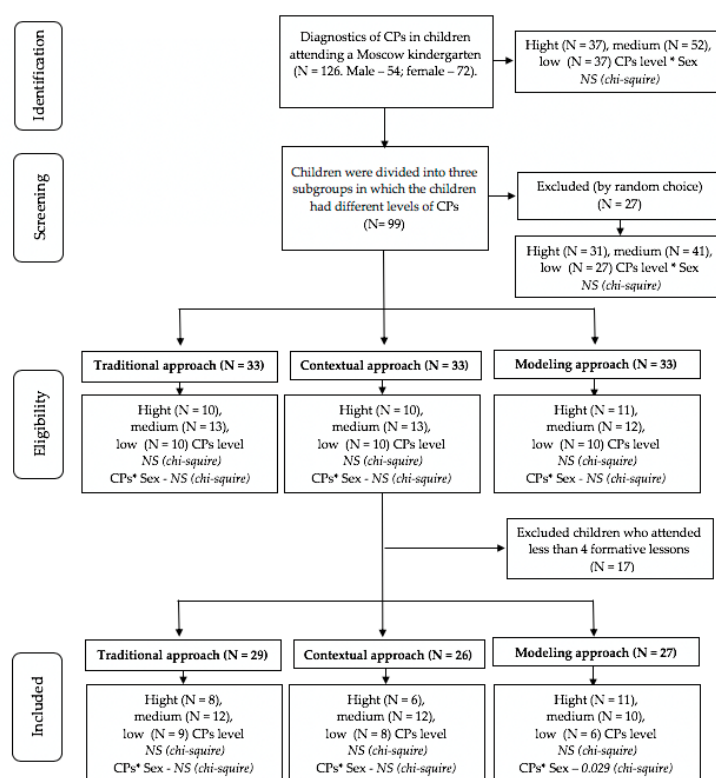 Identification
Diagnostics of CPs in children
attending a Moscow kindergarten
(N = 126. Male – 54; female – 72).
Hight (N = 37), medium (N = 52),
low (N = 37) CPs level * Sex
NS (chi-squire)
Screening
Children were divided into three
subgroups in which the children
had different levels of CPs
(N= 99)
Excluded (by random choice)
(N = 27)
Hight (N = 31), medium (N = 41),
low (N = 27) CPs level * Sex
NS (chi-squire)
Eligibility
Traditional approach (N = 33)
Hight (N = 10),
medium (N = 13),
low (N = 10) CPs level
NS (chi-squire)
CPs* Sex - NS (chi-squire)
Contextual approach (N = 33)
Hight (N = 10),
medium (N = 13),
low (N = 10) CPs level
NS (chi-squire)
CPs* Sex - NS (chi-squire)
Modeling approach (N = 33)
Hight (N = 11),
medium (N = 12),
low (N = 10) CPs level
NS (chi-squire)
CPs* Sex - NS (chi-squire)
Excluded children who attended
less than 4 formative lessons
(N = 17)
Included
Traditional approach (N = 29)
Hight (N = 8),
medium (N = 12),
low (N = 9) CPs level
NS (chi-squire)
CPs* Sex - NS (chi-squire)
Contextual approach (N = 26)
Hight (N = 6),
medium (N = 12),
low (N = 8) CPs level
NS (chi-squire)
CPs* Sex - NS (chi-squire)
Modeling approach (N = 27)
Hight (N = 11),
medium (N = 10),
low (N = 6) CPs level
NS (chi-squire)
CPs* Sex – 0.029 (chi-squire)